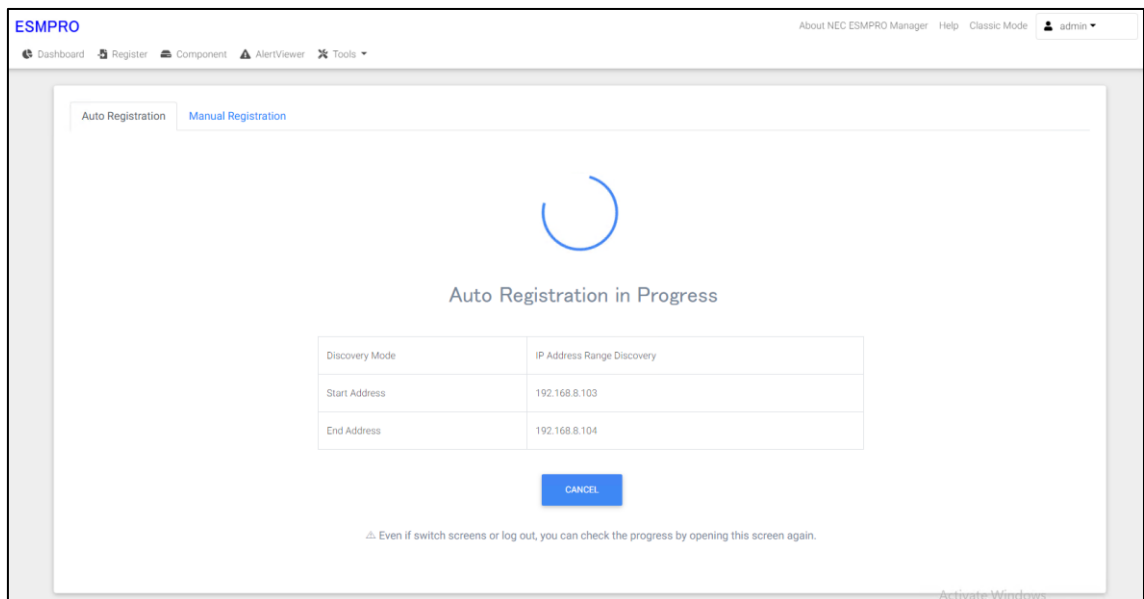 ESMPRO
About NEC ESMPRO Manager Help Classic Mode admin
Dashboard Register Component AlertViewer Tools
Auto Registration Manual Registration
Auto Registration in Progress
Discovery Mode IP Address Range Discovery
Start Address 192.168.8.103
End Address 192.168.8.104
CANCEL
Even if switch screens or log out, you can check the progress by opening this screen again.
Activate Windows